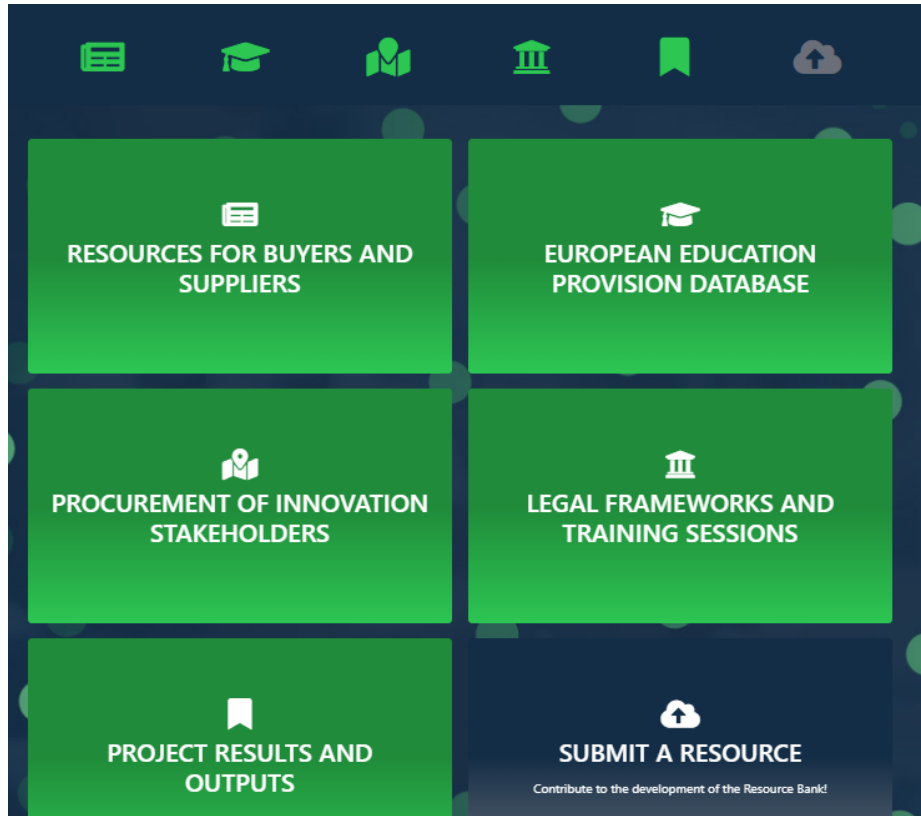 RESOURCES FOR BUYERS AND
SUPPLIERS
EUROPEAN EDUCATION
PROVISION DATABASE
PROCUREMENT OF INNOVATION
STAKEHOLDERS
LEGAL FRAMEWORKS AND
TRAINING SESSIONS
PROJECT RESULTS AND
OUTPUTS
SUBMIT A RESOURCE
Contribute to the development of the Resource Bank!